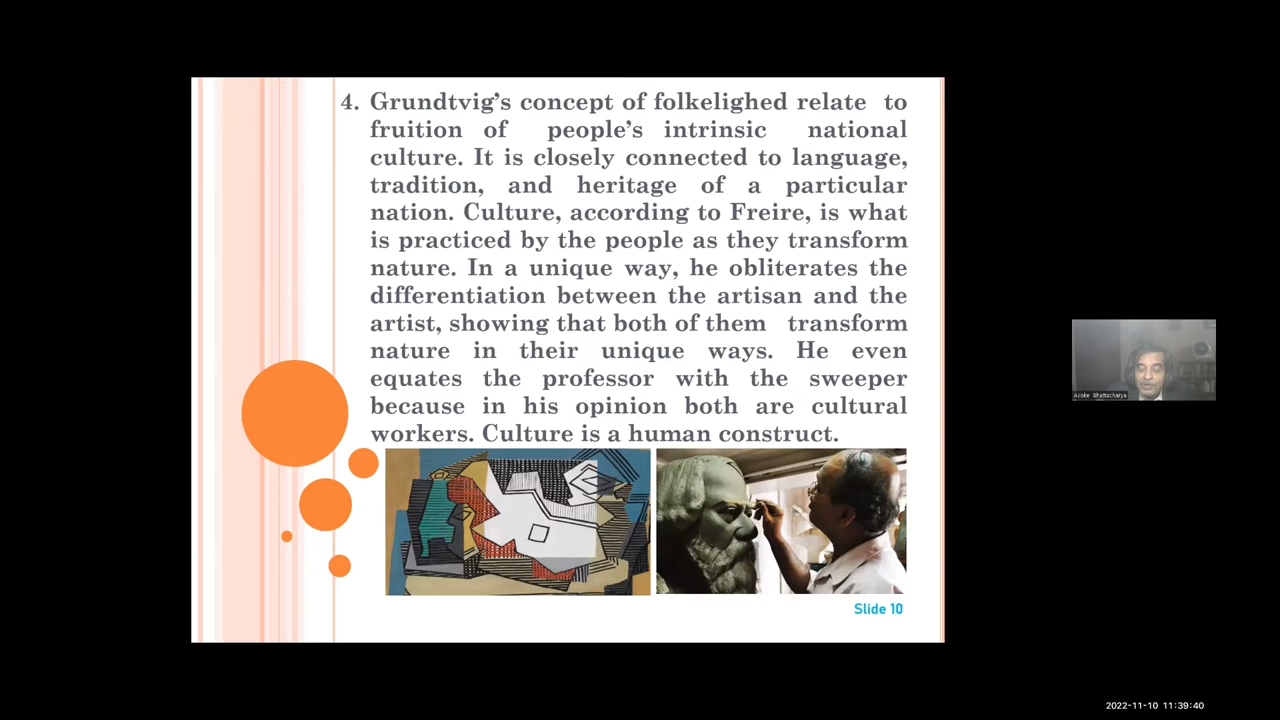 4. Grundtvig's concept of folkelighed relate to
fruition of people's intrinsic national
culture. It is closely connected to language,
tradition, and heritage of a particular
nation. Culture, according to Freire, is what
is practiced by the people as they transform
nature. In a unique way, he obliterates the
differentiation between the artisan and the
artist, showing that both of them transform
nature in their unique ways. He even
equates the professor with the sweeper
because in his opinion both are cultural
workers. Culture is a human construct.
Slide 10
Asoke Bhattacharya
2022-11-10 11:39:40